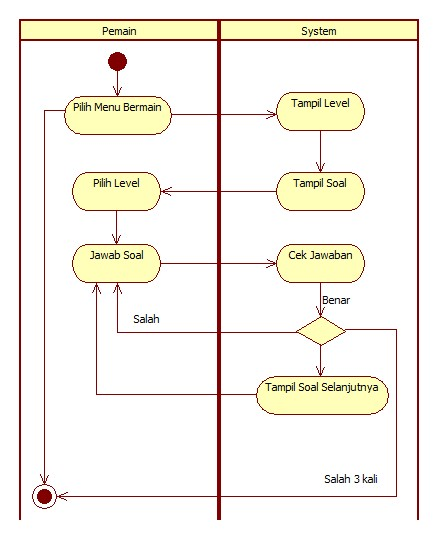 Pemain
System
Pilih Menu Bermain
Tampil Level
Pilih Level
Tampil Soal
Jawab Soal
Cek Jawaban
Benar
Salah
Tampil Soal Selanjutnya
Salah 3 kali